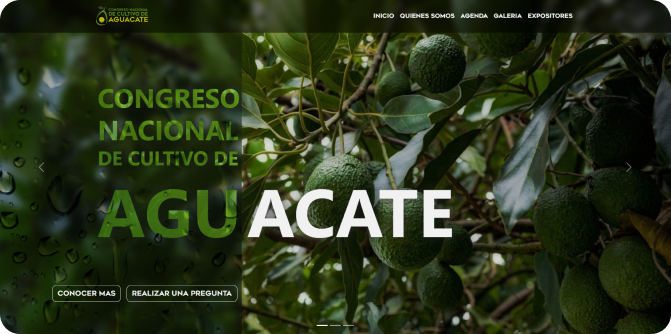 CONGRESO NACIONAL
DE CULTIVO DE
AGUACATE
INICIO QUIENES SOMOS AGENDA GALERIA EXPOSITORES
CONGRESO
NACIONAL
DE CULTIVO DE
AGUACATE
CONOCER MAS REALIZAR UNA PREGUNTA